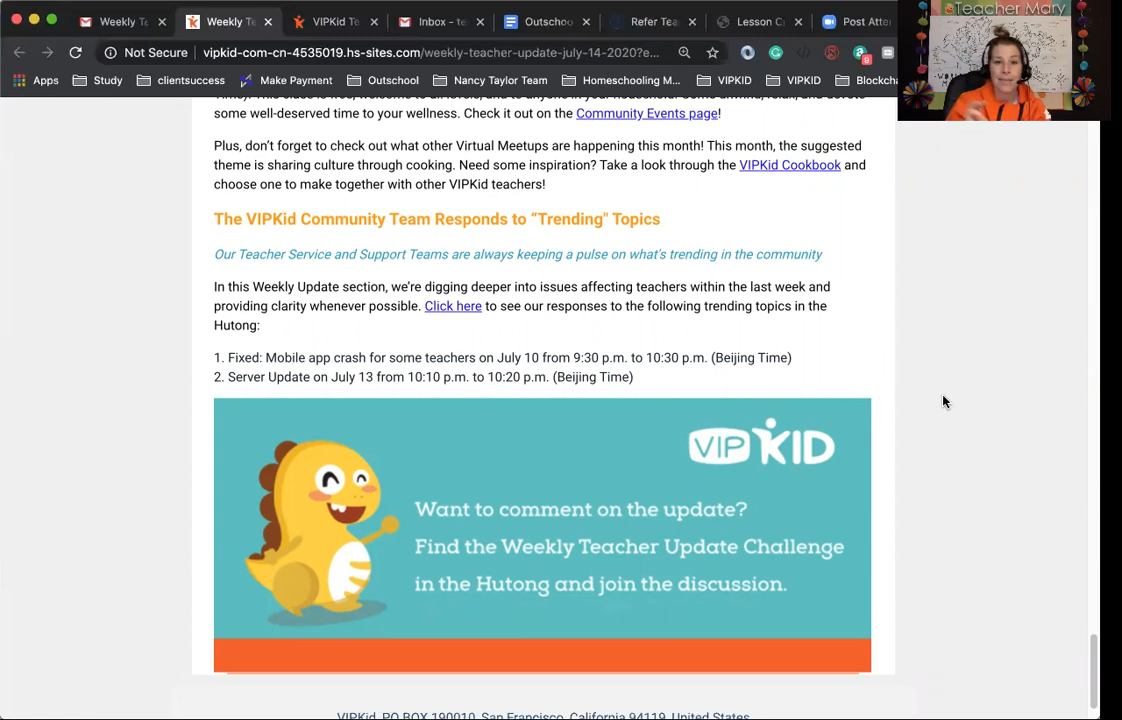 Weekly Te
Weekly Te
VIPKid Te
Inbox - te
Outschoo
Refer Tea
Lesson C
Post Atte
Not Secure
vipkid-com-cn-4535019.hs-sites.com/weekly-teacher-update-july-14-2020?e...
Apps
Study
clientsuccess
Make Payment
Outschool
Nancy Taylor Team
Homeschooling M...
VIPKID
VIPKID
Blockcha
Teacher Mary
some well-deserved time to your wellness. Check it out on the Community Events page!
Plus, don't forget to check out what other Virtual Meetups are happening this month! This month, the suggested
theme is sharing culture through cooking. Need some inspiration? Take a look through the VIPKid Cookbook and
choose one to make together with other VIPKid teachers!
The VIPKid Community Team Responds to “Trending” Topics
Our Teacher Service and Support Teams are always keeping a pulse on what's trending in the community
In this Weekly Update section, we're digging deeper into issues affecting teachers within the last week and
providing clarity whenever possible. Click here to see our responses to the following trending topics in the
Hutong:
1. Fixed: Mobile app crash for some teachers on July 10 from 9:30 p.m. to 10:30 p.m. (Beijing Time)
2. Server Update on July 13 from 10:10 p.m. to 10:20 p.m. (Beijing Time)
VIPKID
Want to comment on the update?
Find the Weekly Teacher Update Challenge
in the Hutong and join the discussion.
VIPKid, PO BOX 190010, San Francisco, California 94119, United States